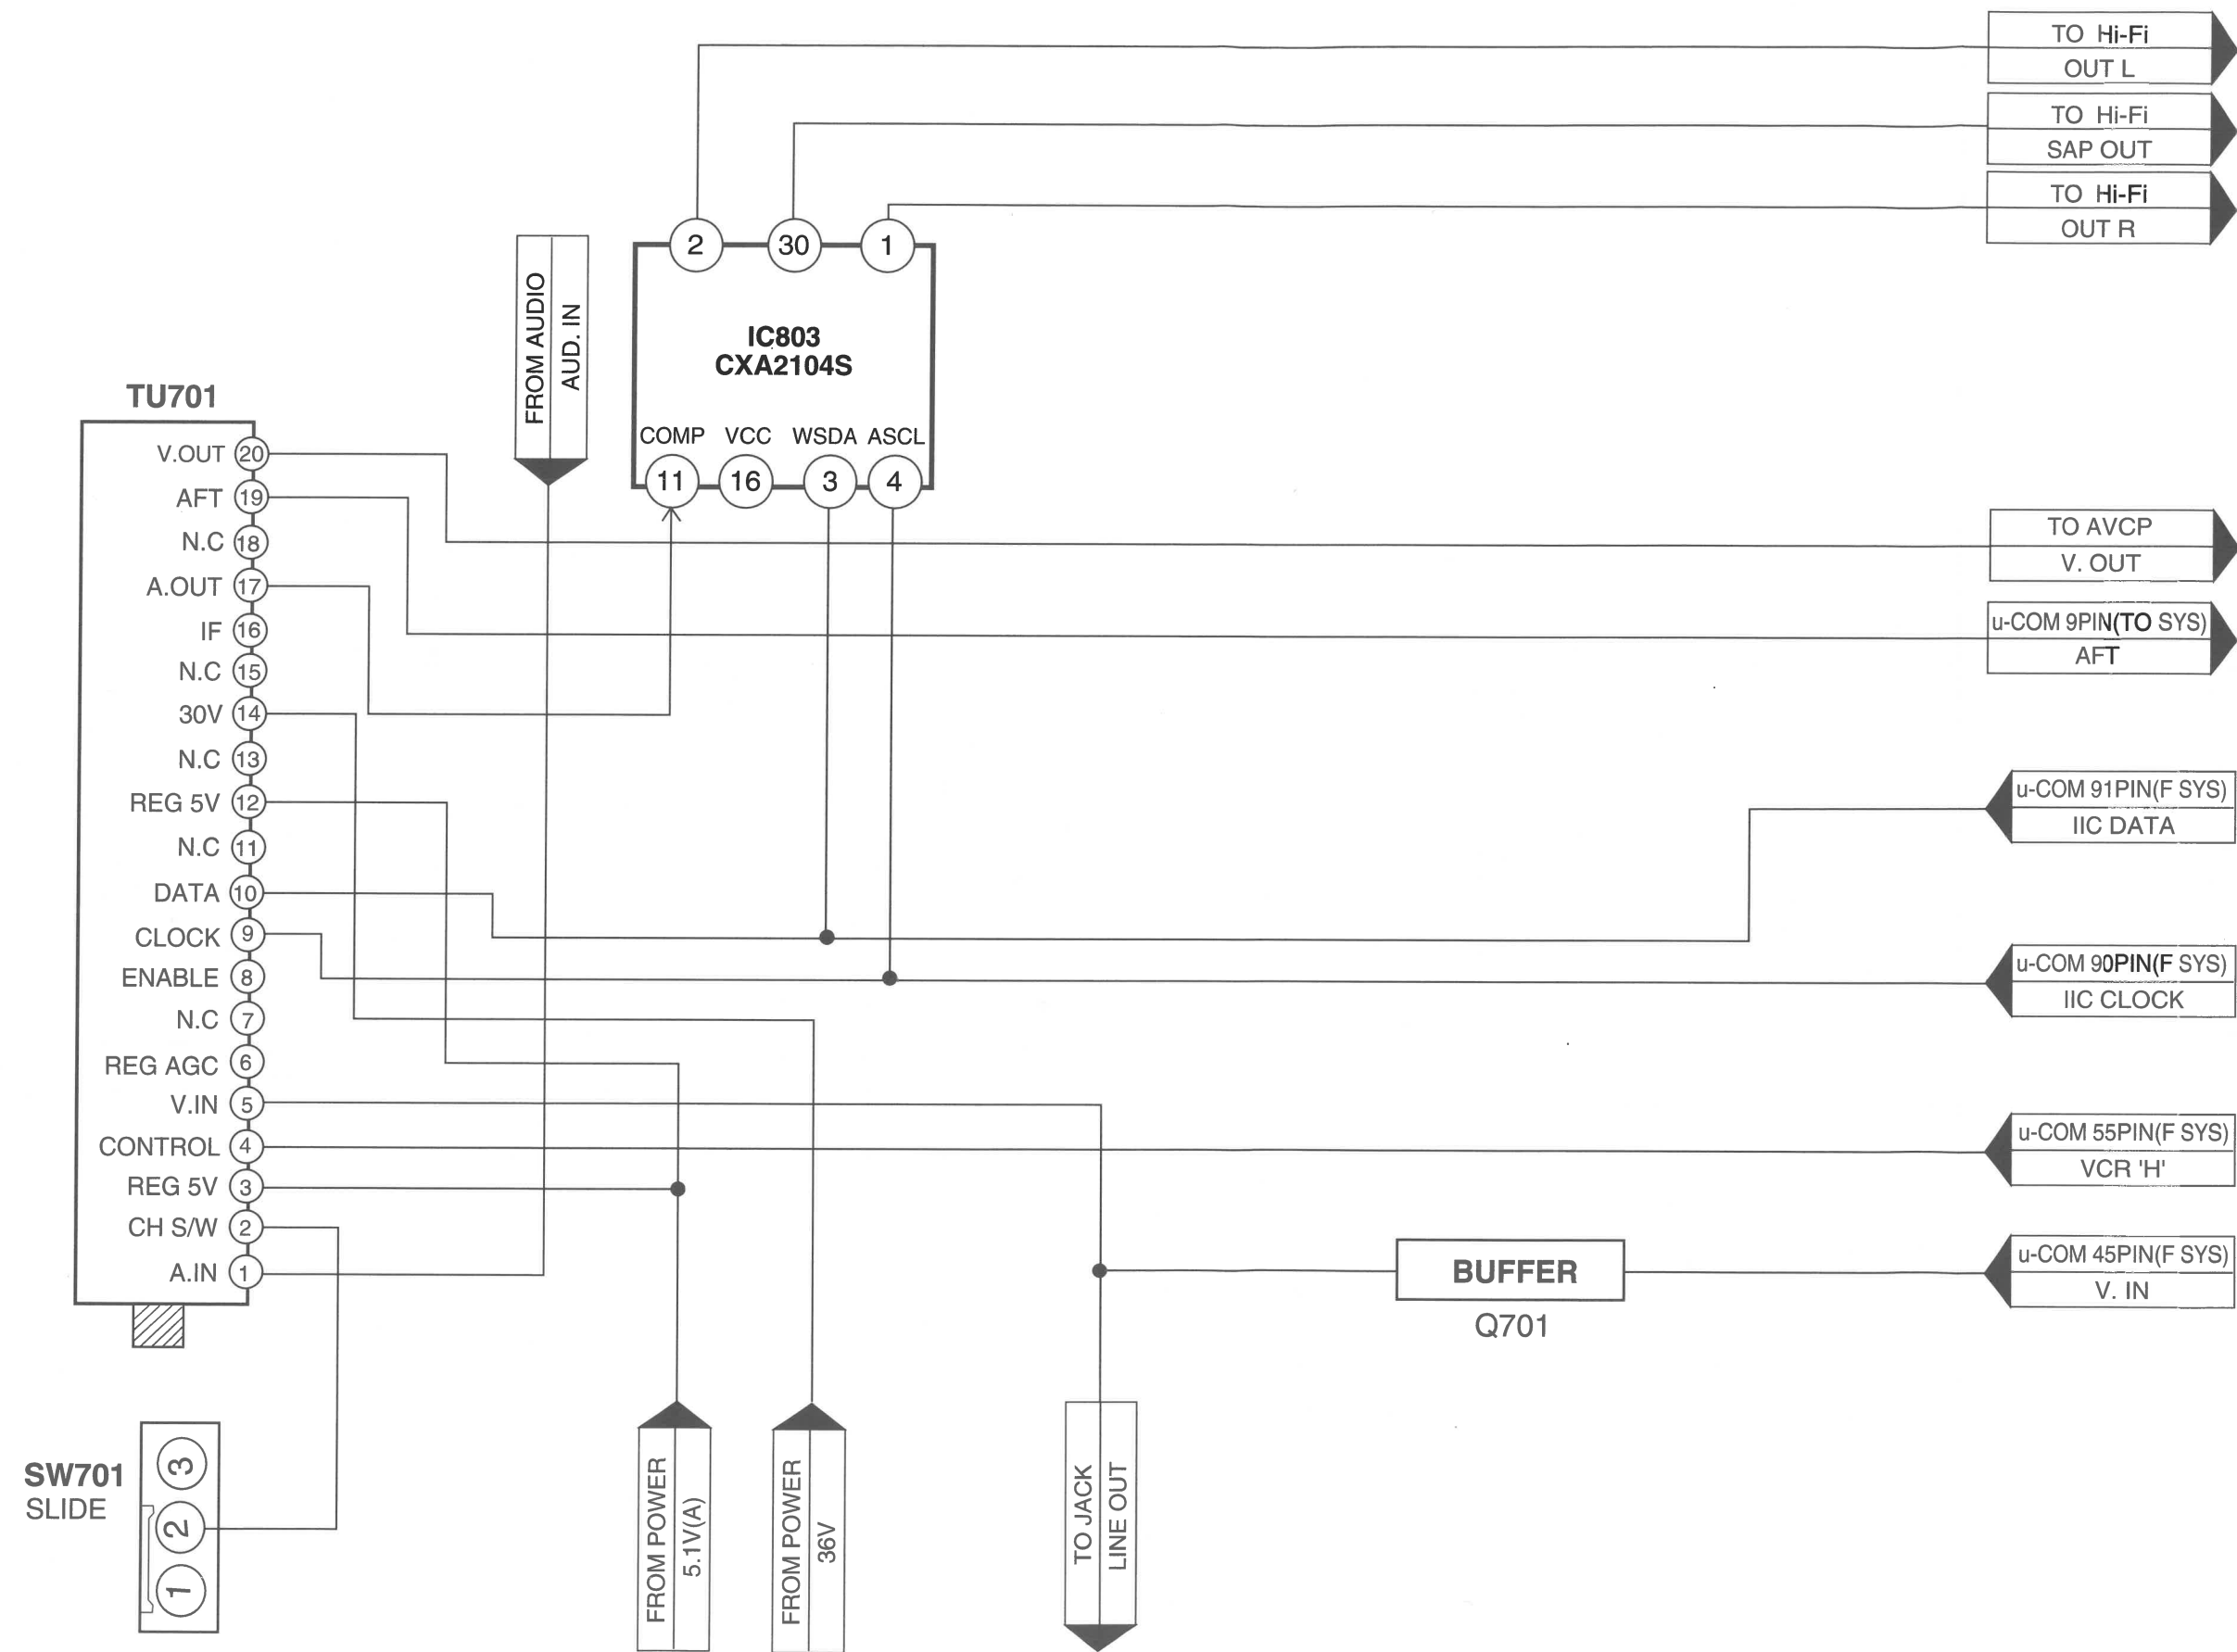 TO Hi-Fi
OUT L
TO Hi-Fi
SAP OUT
TO Hi-Fi
OUT R
2
30
1
IC803
CXA2104S
COMP VCC WSDA ASCL
11 16 3 4
FROM AUDIO
AUD. IN
TU701
V.OUT 20
AFT 19
N.C 18
A.OUT 17
IF 16
N.C 15
30V 14
N.C 13
REG 5V 12
N.C 11
DATA 10
CLOCK 9
ENABLE 8
N.C 7
REG AGC 6
V.IN 5
CONTROL 4
REG 5V 3
CH S/W 2
A.IN 1
TO AVCP
V. OUT
u-COM 9PIN(TO SYS)
AFT
u-COM 91PIN(F SYS)
IIC DATA
u-COM 90PIN(F SYS)
IIC CLOCK
u-COM 55PIN(F SYS)
VCR 'H'
u-COM 45PIN(F SYS)
V. IN
BUFFER
Q701
SW701
SLIDE
3
2
1
FROM POWER
5.1V(A)
FROM POWER
36V
TO JACK
LINE OUT